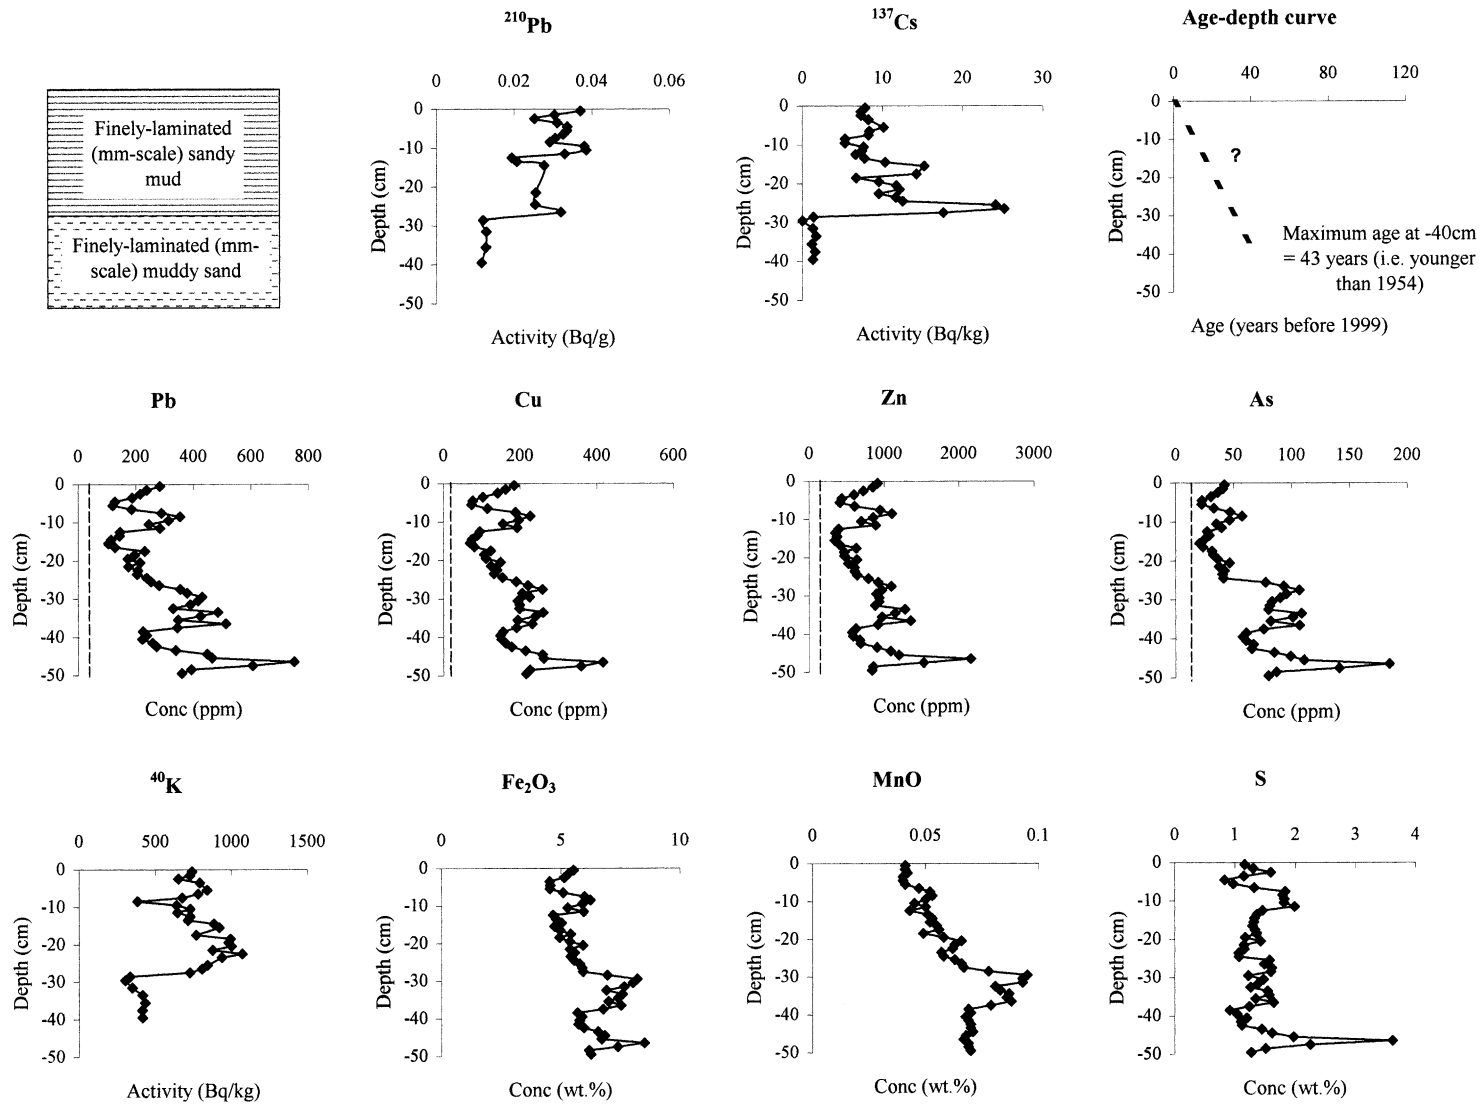 ²¹⁰Pb
0 0.02 0.04 0.06
0
-10
-20
-30
-40
-50
Depth (cm)
Activity (Bq/g)
¹³⁷Cs
0 10 20 30
0
-10
-20
-30
-40
-50
Depth (cm)
Activity (Bq/kg)
Age-depth curve
0 40 80 120
0
-10
-20
-30
-40
-50
Depth (cm)
?
Maximum age at -40cm
= 43 years (i.e. younger
than 1954)
Age (years before 1999)
Finely-laminated
(mm-scale) sandy
mud
Finely-laminated (mm-
scale) muddy sand
Pb
0 200 400 600 800
0
-10
-20
-30
-40
-50
Depth (cm)
Conc (ppm)
Cu
0 200 400 600
0
-10
-20
-30
-40
-50
Depth (cm)
Conc (ppm)
Zn
0 1000 2000 3000
0
-10
-20
-30
-40
-50
Depth (cm)
Conc (ppm)
As
0 50 100 150 200
0
-10
-20
-30
-40
-50
Depth (cm)
Conc (ppm)
⁴⁰K
0 500 1000 1500
0
-10
-20
-30
-40
-50
Depth (cm)
Activity (Bq/kg)
Fe₂O₃
0 5 10
0
-10
-20
-30
-40
-50
Depth (cm)
Conc (wt.%)
MnO
0 0.05 0.1
0
-10
-20
-30
-40
-50
Depth (cm)
Conc (wt.%)
S
0 1 2 3 4
0
-10
-20
-30
-40
-50
Depth (cm)
Conc (wt.%)